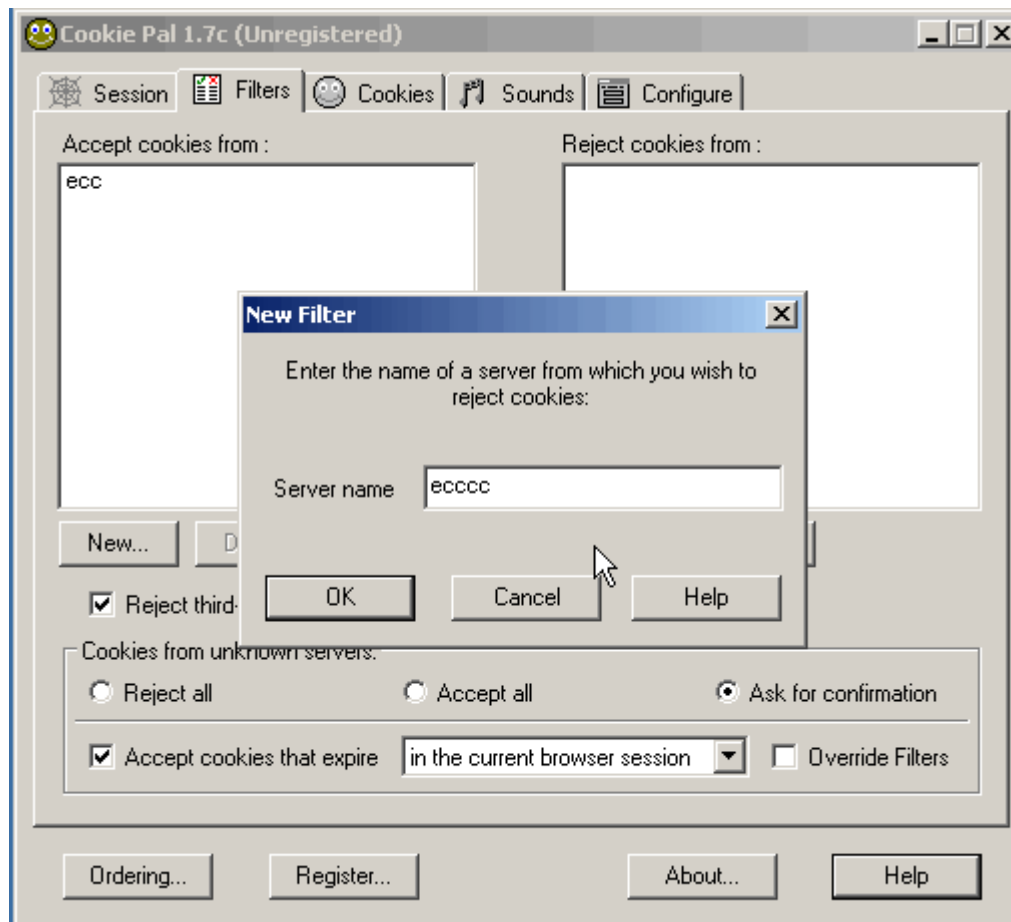 Cookie Pal 1.7c (Unregistered)
Session Filters Cookies Sounds Configure
Accept cookies from : Reject cookies from :
ecc
New Filter
Enter the name of a server from which you wish to
reject cookies:
Server name ecccc
New... D
OK Cancel Help
Reject third-
Cookies from unknown servers:
Reject all Accept all Ask for confirmation
Accept cookies that expire in the current browser session Override Filters
Ordering... Register... About... Help